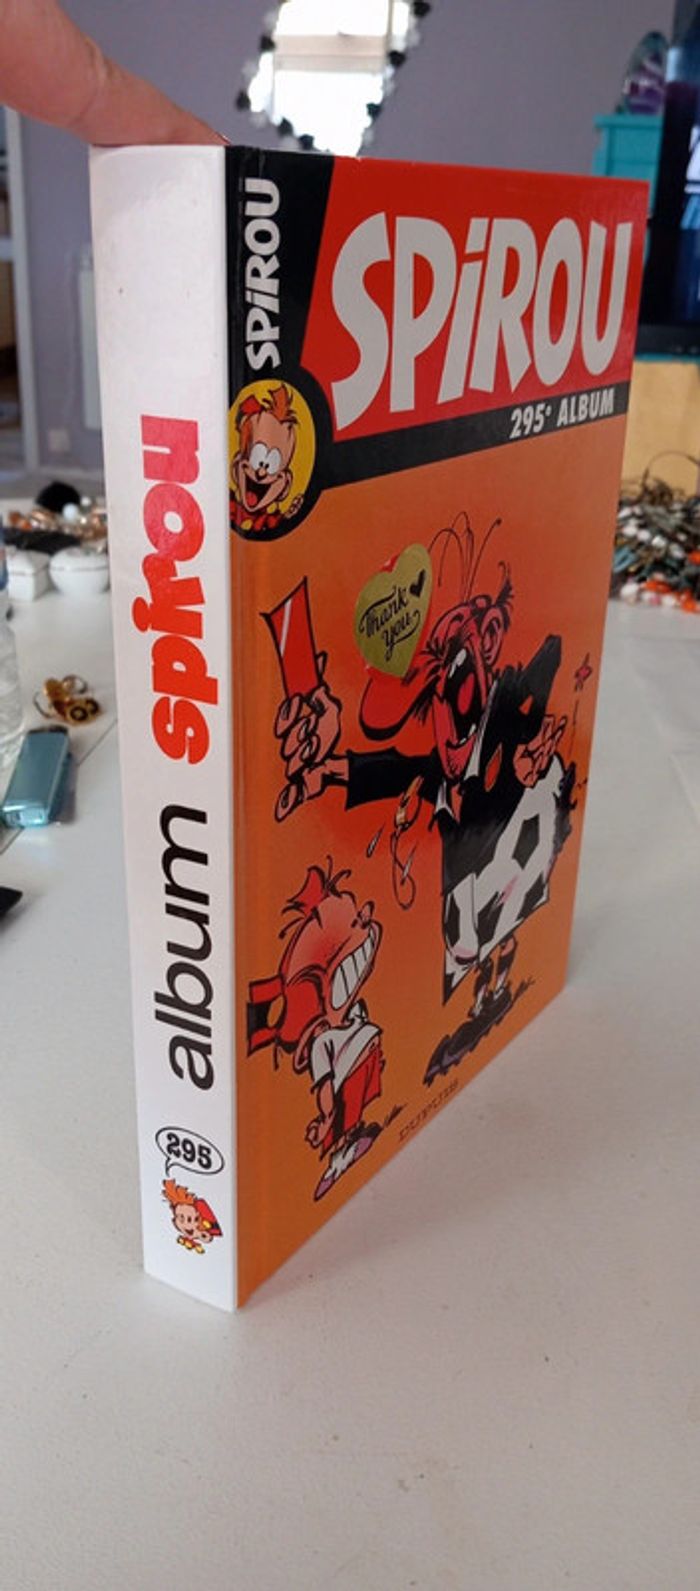 album spirou
295
SPiROU
SPiROU
295e ALBUM
Thank
you
DUPUIS